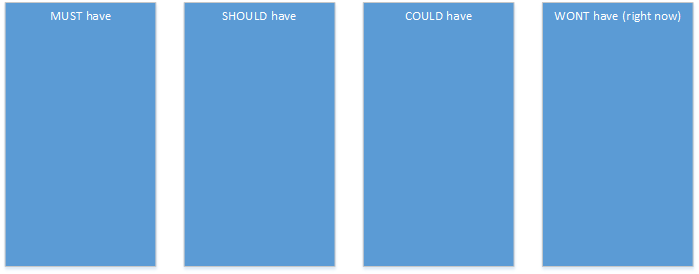 MUST have
SHOULD have
COULD have
WONT have (right now)